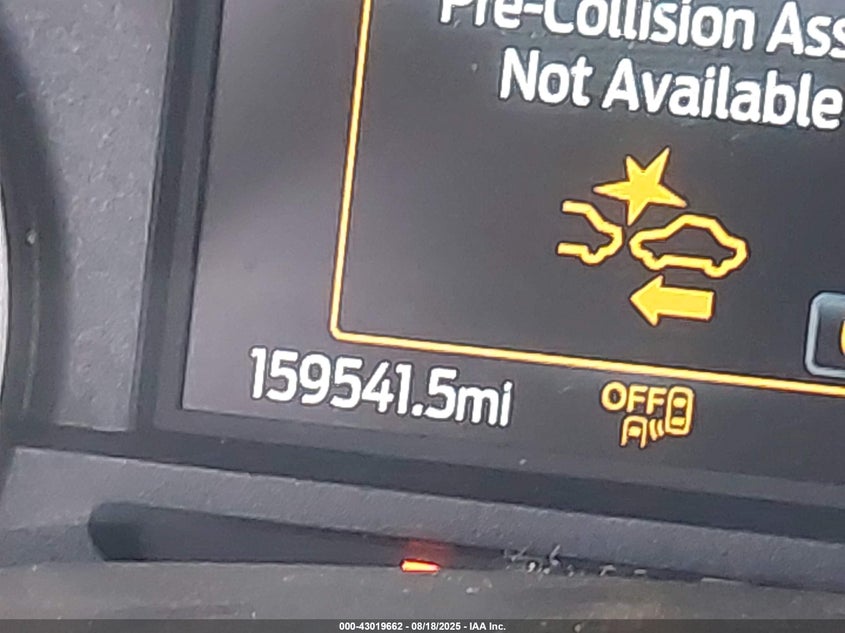 Pre-Collision Ass
Not Available
159541.5mi
OFF
000-43019662 - 08/18/2025 - IAA Inc.